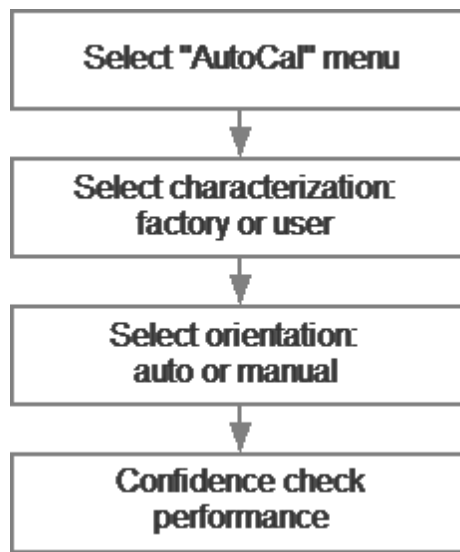 Select "AutoCal" menu
Select characterization:
factory or user
Select orientation:
auto or manual
Confidence check
performance